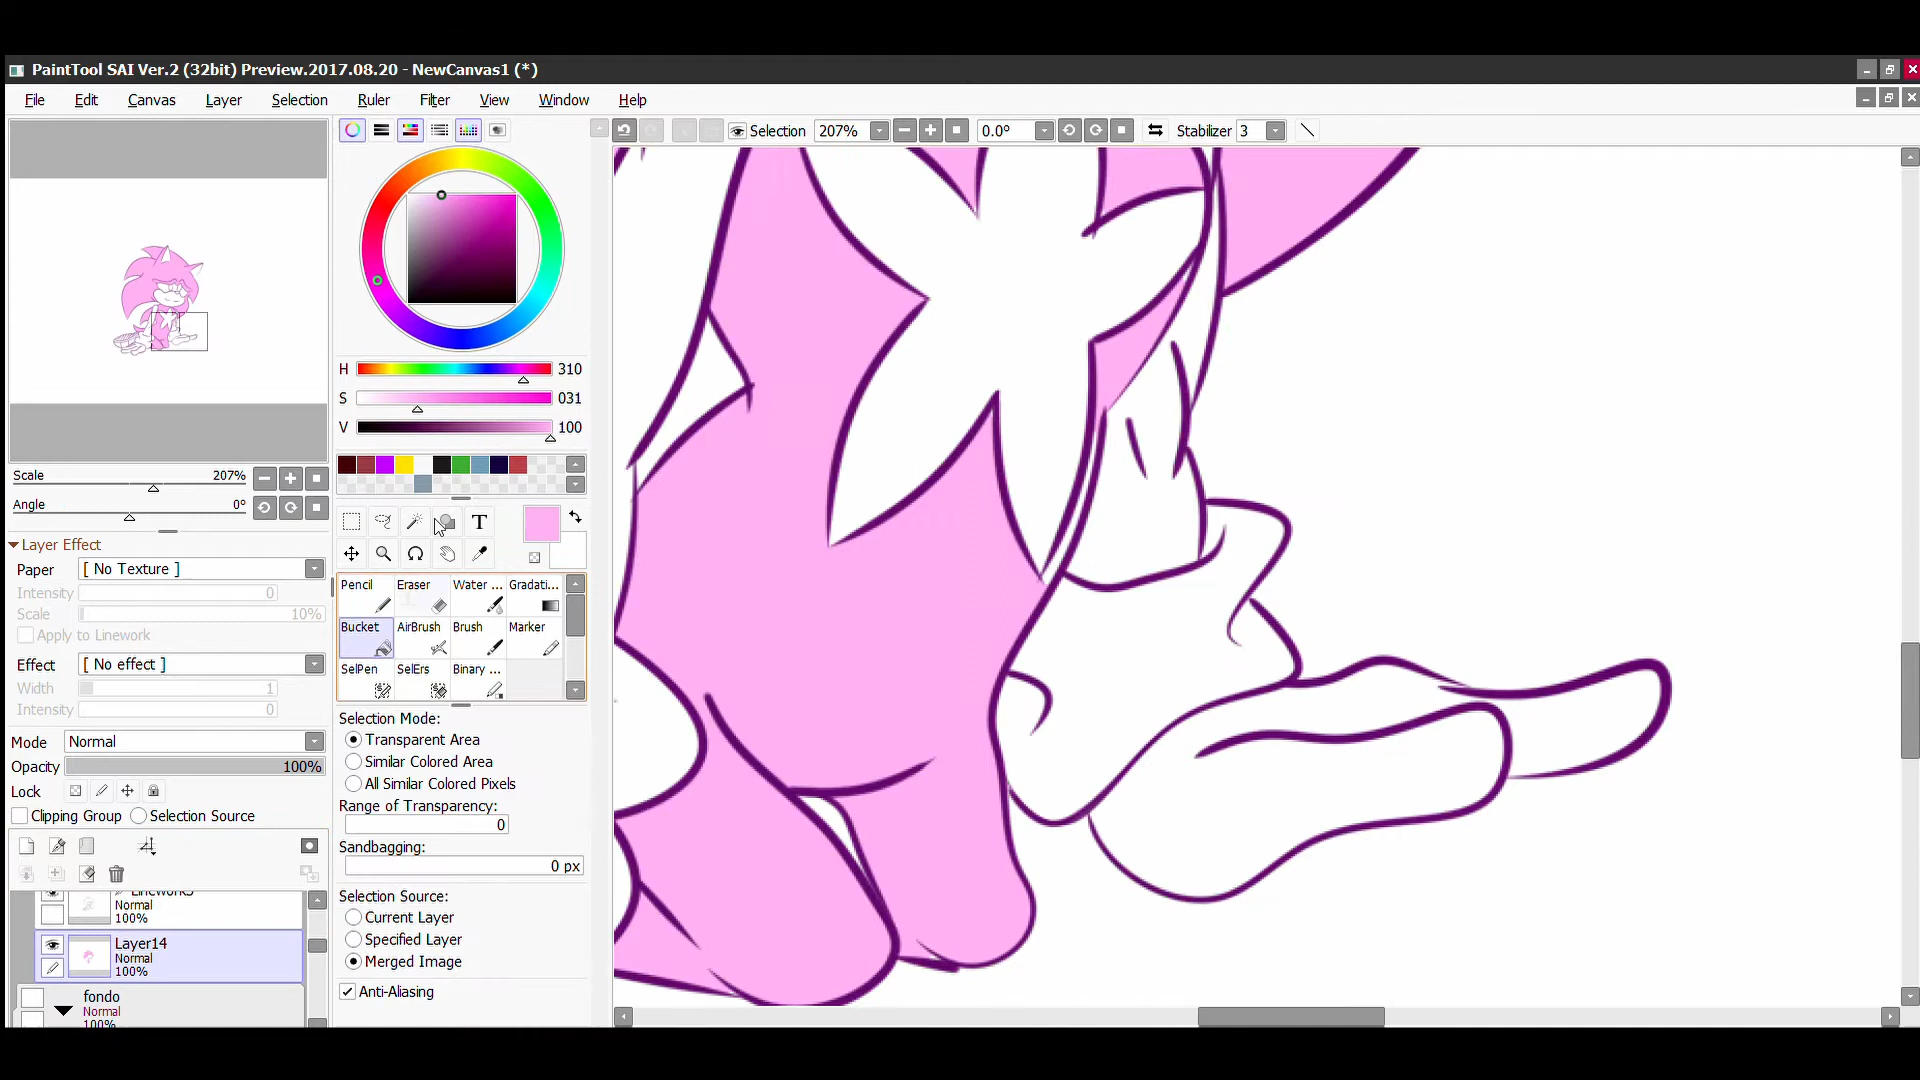 PaintTool SAI Ver.2 (32bit) Preview.2017.08.20 - NewCanvas1 (*)
File Edit Canvas Layer Selection Ruler Filter View Window Help
Selection 207% 0.0º Stabilizer 3
H 310
S 031
V 100
Scale 207%
Angle 0º
T
Layer Effect
Paper [ No Texture ]
Intensity 0
Scale 10%
Apply to Linework
Effect [ No effect ]
Width 1
Intensity 0
Mode Normal
Opacity 100%
Lock
Clipping Group Selection Source
Normal
100%
Layer14
Normal
100%
fondo
Normal
100%
Pencil Eraser Water ... Gradati...
Bucket AirBrush Brush Marker
SelPen SelErs Binary ...
Selection Mode:
Transparent Area
Similar Colored Area
All Similar Colored Pixels
Range of Transparency:
0
Sandbagging:
0 px
Selection Source:
Current Layer
Specified Layer
Merged Image
Anti-Aliasing